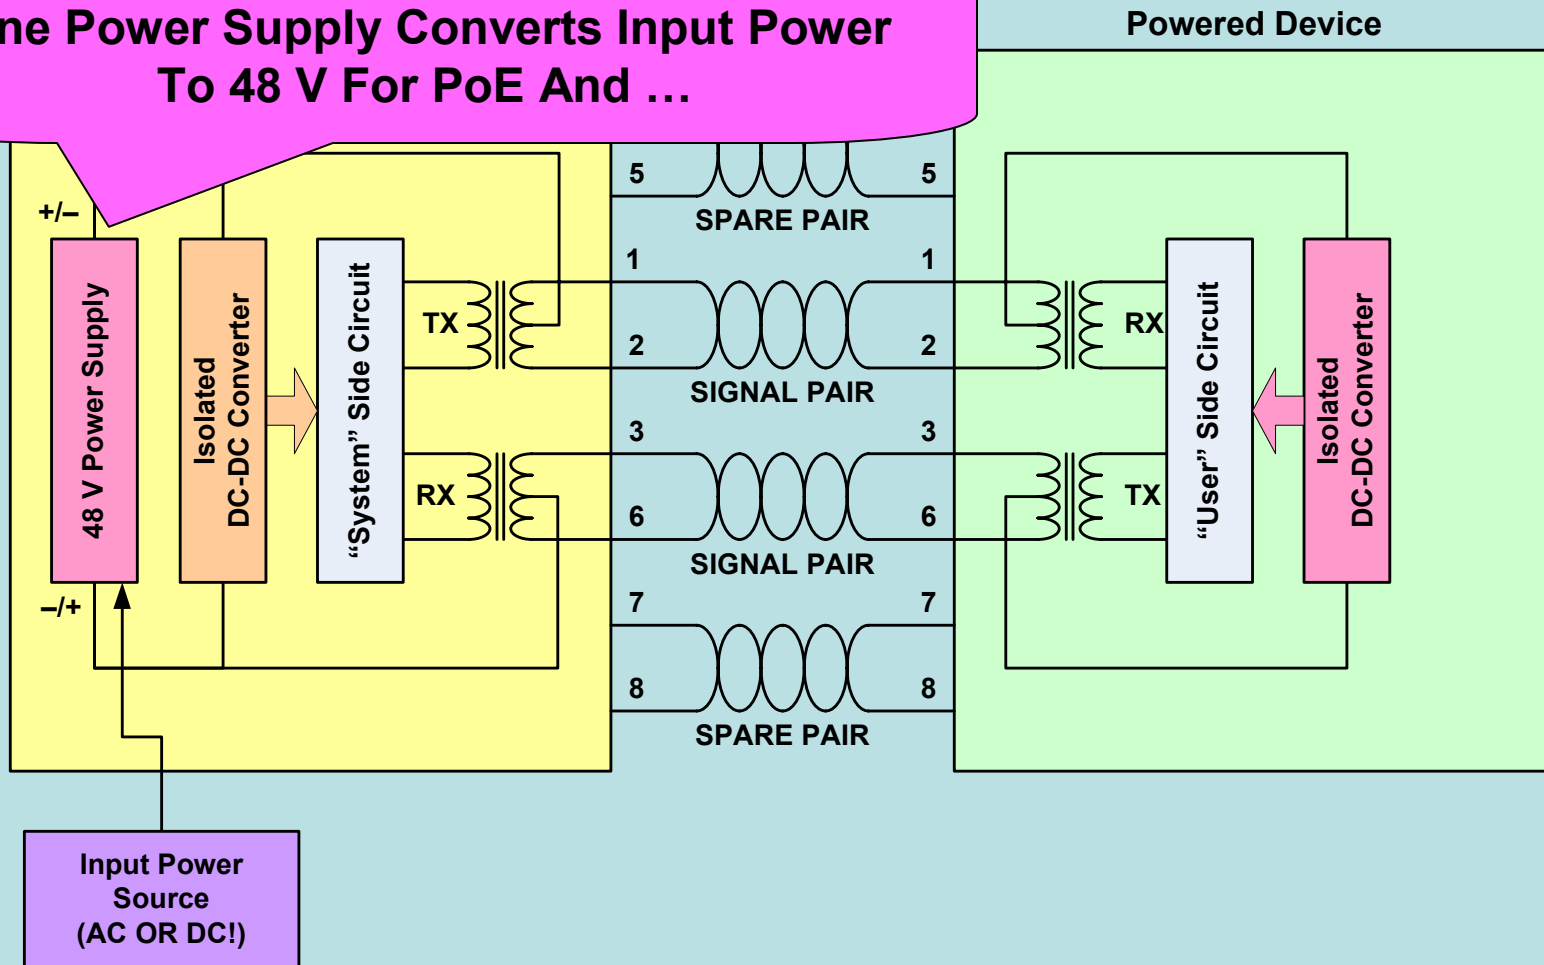 ne Power Supply Converts Input Power
To 48 V For PoE And …
Powered Device
5
5
SPARE PAIR
+/–
1
1
TX
RX
2
2
SIGNAL PAIR
48 V Power Supply
Isolated
DC-DC Converter
“System” Side Circuit
“User” Side Circuit
Isolated
DC-DC Converter
3
3
RX
TX
6
6
SIGNAL PAIR
–/+
7
7
8
8
SPARE PAIR
Input Power
Source
(AC OR DC!)